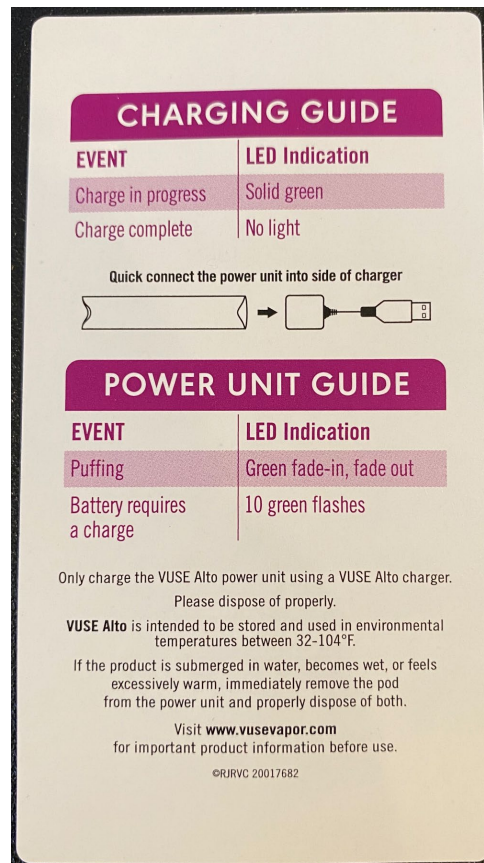 CHARGING GUIDE
EVENT LED Indication
Charge in progress Solid green
Charge complete No light
Quick connect the power unit into side of charger
POWER UNIT GUIDE
EVENT LED Indication
Puffing Green fade-in, fade out
Battery requires 10 green flashes
a charge
Only charge the VUSE Alto power unit using a VUSE Alto charger.
Please dispose of properly.
VUSE Alto is intended to be stored and used in environmental
temperatures between 32-104°F.
If the product is submerged in water, becomes wet, or feels
excessively warm, immediately remove the pod
from the power unit and properly dispose of both.
Visit www.vusevapor.com
for important product information before use.
©RJRVC 20017682